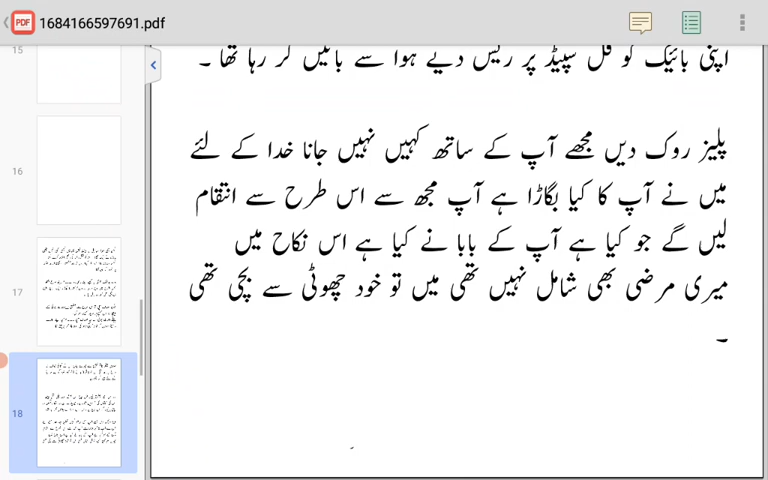 1684166597691.pdf
15
16
17
18
اپنی بائیک کو فل سپیڈ پر ریس دیے ہوا سے باتیں کر رہا تھا ۔
پلیز روک دیں مجھے آپ کے ساتھ کہیں نہیں جانا خدا کے لئے
میں نے آپ کا کیا بگاڑا ہے آپ مجھ سے اس طرح سے انتقام
لیں گے جو کیا ہے آپ کے بابا نے کیا ہے اس نکاح میں
میری مرضی بھی شامل نہیں تھی میں تو خود چھوٹی سے بچی تھی
۔